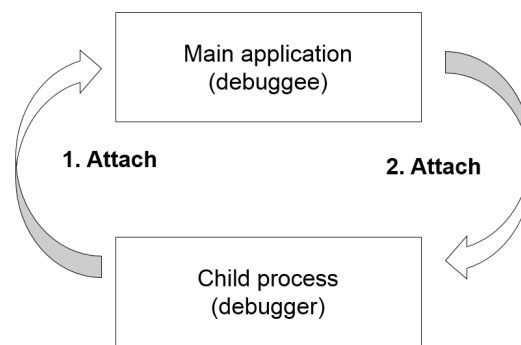 Main application
(debuggee)
1. Attach
2. Attach
Child process
(debugger)